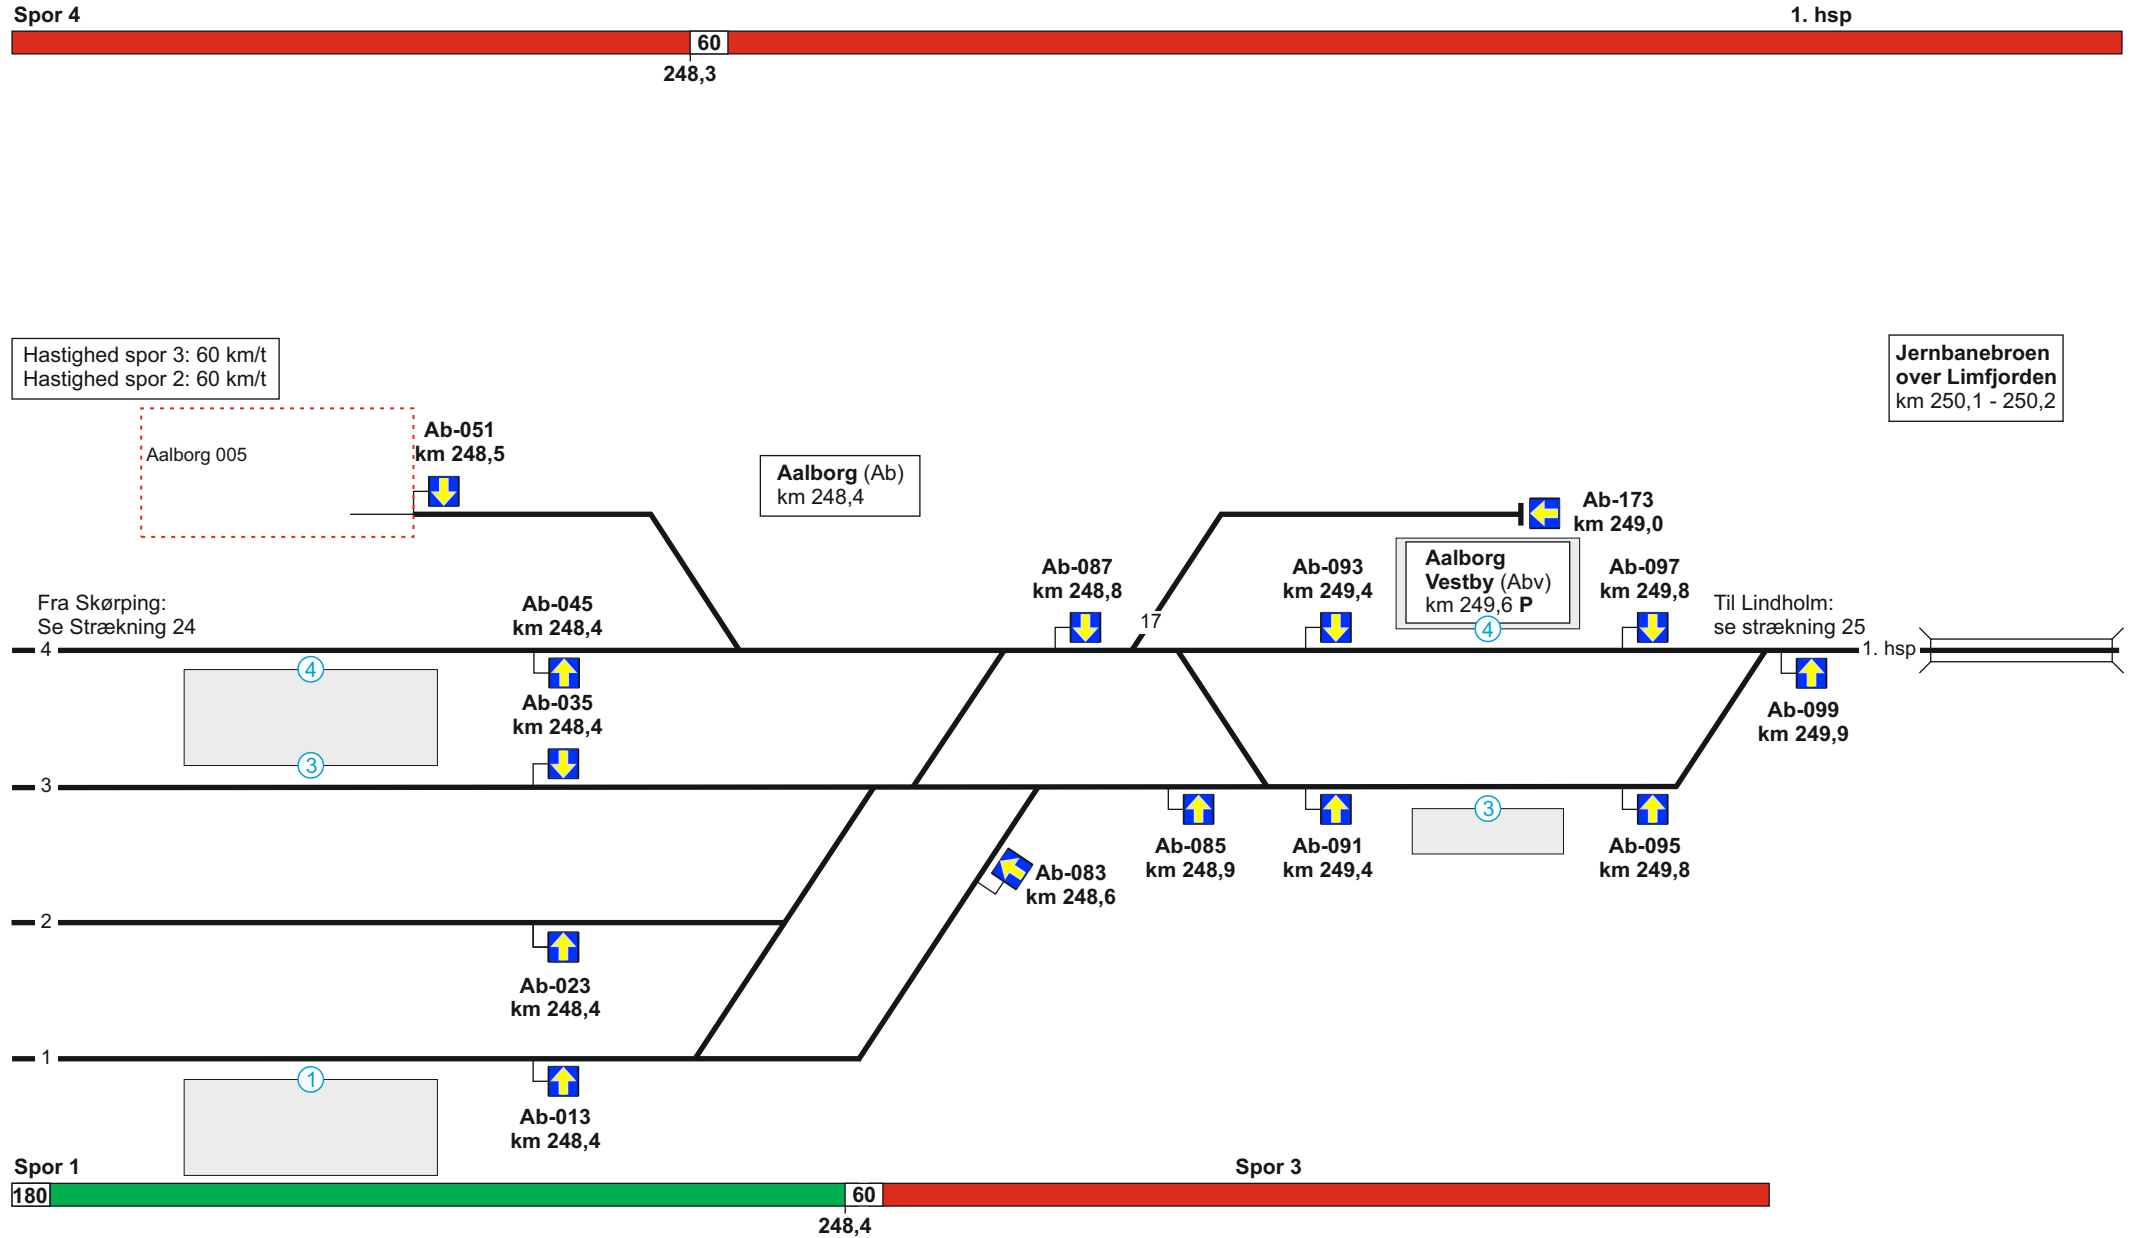 Spor 4
1. hsp
60
248,3
Hastighed spor 3: 60 km/t
Hastighed spor 2: 60 km/t
Jernbanebroen
over Limfjorden
km 250,1 - 250,2
Aalborg 005
Ab-051
km 248,5
Aalborg (Ab)
km 248,4
Ab-173
km 249,0
Fra Skørping:
Se Strækning 24
Ab-045
km 248,4
Ab-087
km 248,8
17
Ab-093
km 249,4
Aalborg
Vestby (Abv)
km 249,6 P
4
Ab-097
km 249,8
Til Lindholm:
se strækning 25
4
1. hsp
4
Ab-035
km 248,4
Ab-099
km 249,9
3
3
3
Ab-085
km 248,9
Ab-091
km 249,4
Ab-095
km 249,8
Ab-083
km 248,6
2
Ab-023
km 248,4
1
1
Ab-013
km 248,4
Spor 1
Spor 3
180
60
248,4